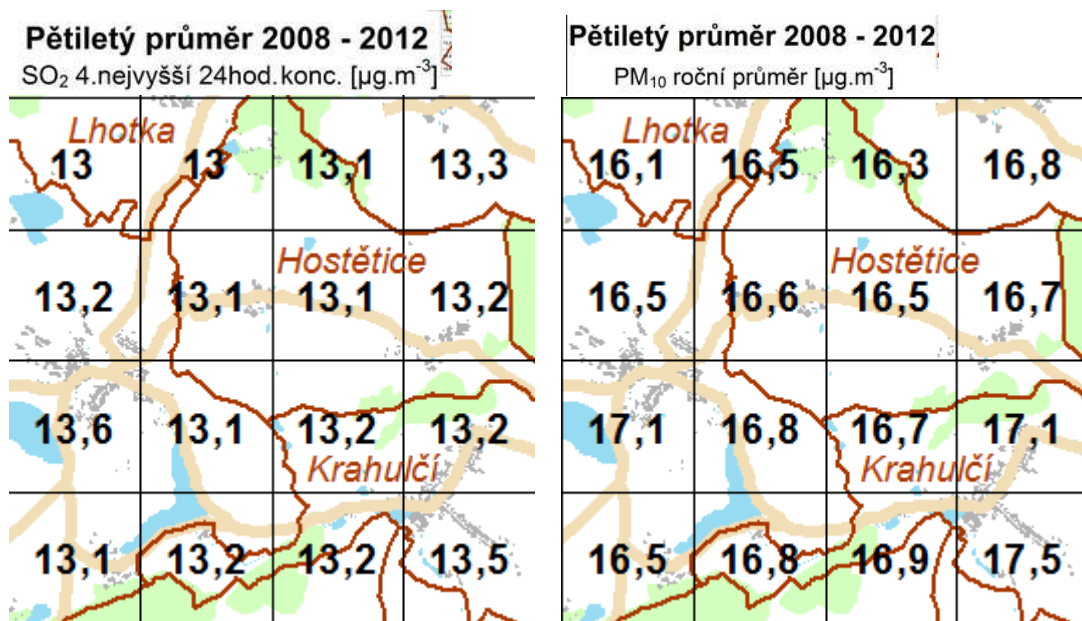 Pětiletý průměr 2008 - 2012
SO₂ 4.nejvyšší 24hod.konc. [µg.m⁻³]
Lhotka
13 13 13,1 13,3
Hostětice
13,2 13,1 13,1 13,2
13,6 13,1 13,2 13,2
Krahulčí
13,1 13,2 13,2 13,5
Pětiletý průměr 2008 - 2012
PM₁₀ roční průměr [µg.m⁻³]
Lhotka
16,1 16,5 16,3 16,8
Hostětice
16,5 16,6 16,5 16,7
17,1 16,8 16,7 17,1
Krahulčí
16,5 16,8 16,9 17,5